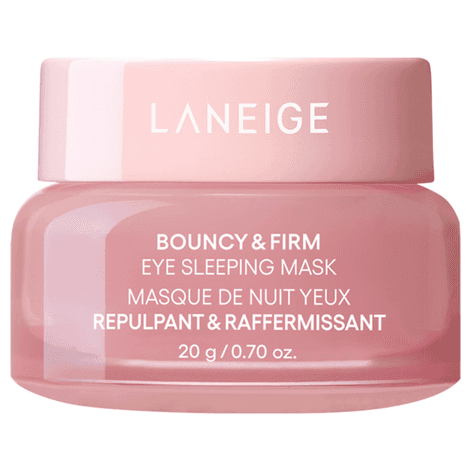 LANEIGE
BOUNCY & FIRM
EYE SLEEPING MASK
MASQUE DE NUIT YEUX
REPULPANT & RAFFERMISSANT
20 g / 0.70 oz.